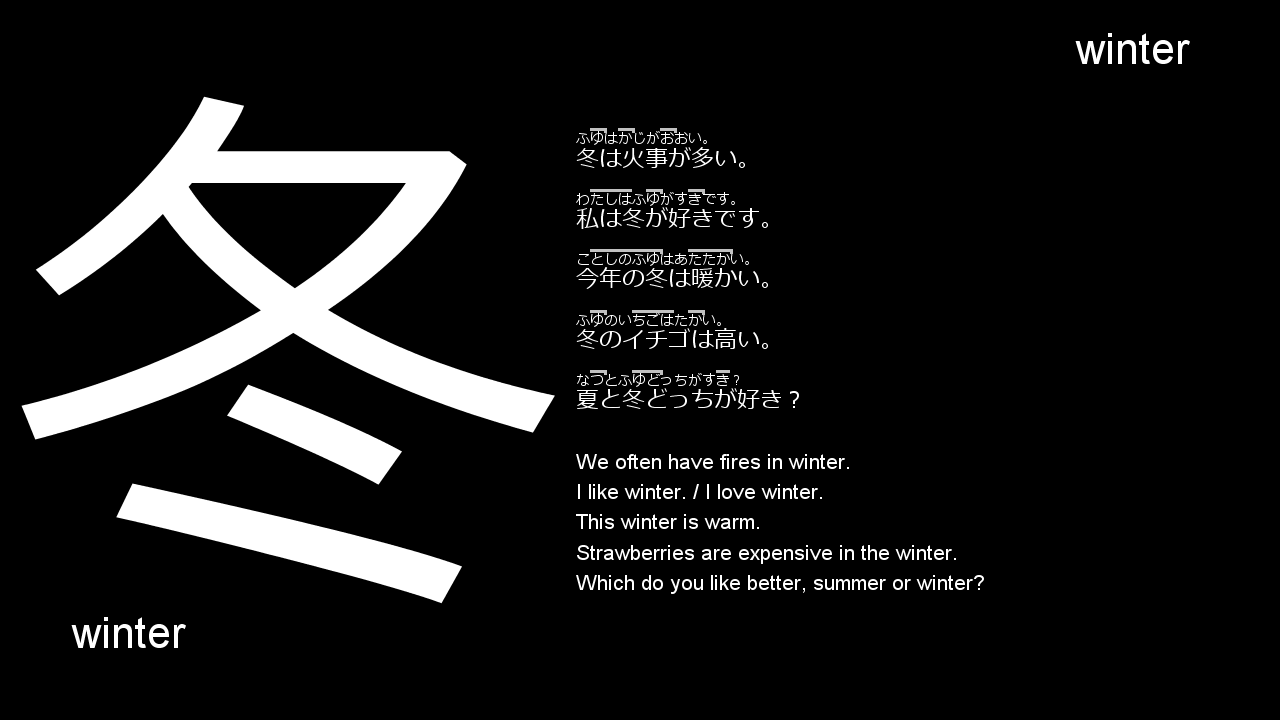 winter
冬
ふゆはかじがおおい。
冬は火事が多い。
わたしはふゆがすきです。
私は冬が好きです。
ことしのふゆはあたたかい。
今年の冬は暖かい。
ふゆのいちごはたかい。
冬のイチゴは高い。
なつとふゆどっちがすき？
夏と冬どっちが好き？
We often have fires in winter.
I like winter. / I love winter.
This winter is warm.
Strawberries are expensive in the winter.
Which do you like better, summer or winter?
winter